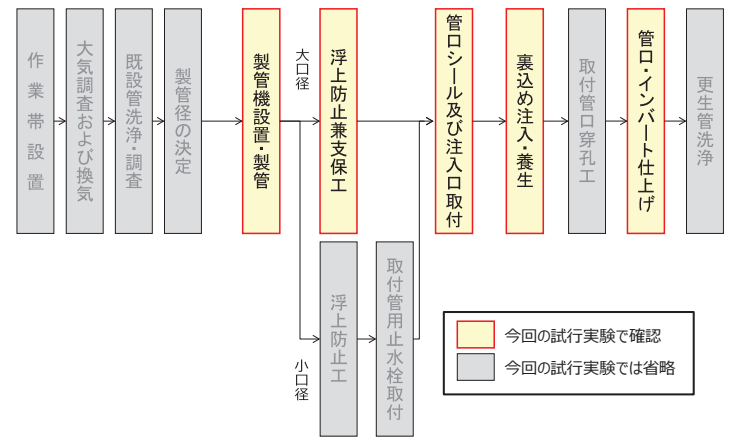 作業帯設置
大気調査および換気
既設管洗浄・調査
製管径の決定
製管機設置・製管
大口径
浮上防止兼支保工
管口シール及び注入口取付
裏込め注入・養生
取付管口穿孔工
管口・インバート仕上げ
更生管洗浄
小口径
浮上防止工
取付管用止水栓取付
今回の試行実験で確認
今回の試行実験では省略